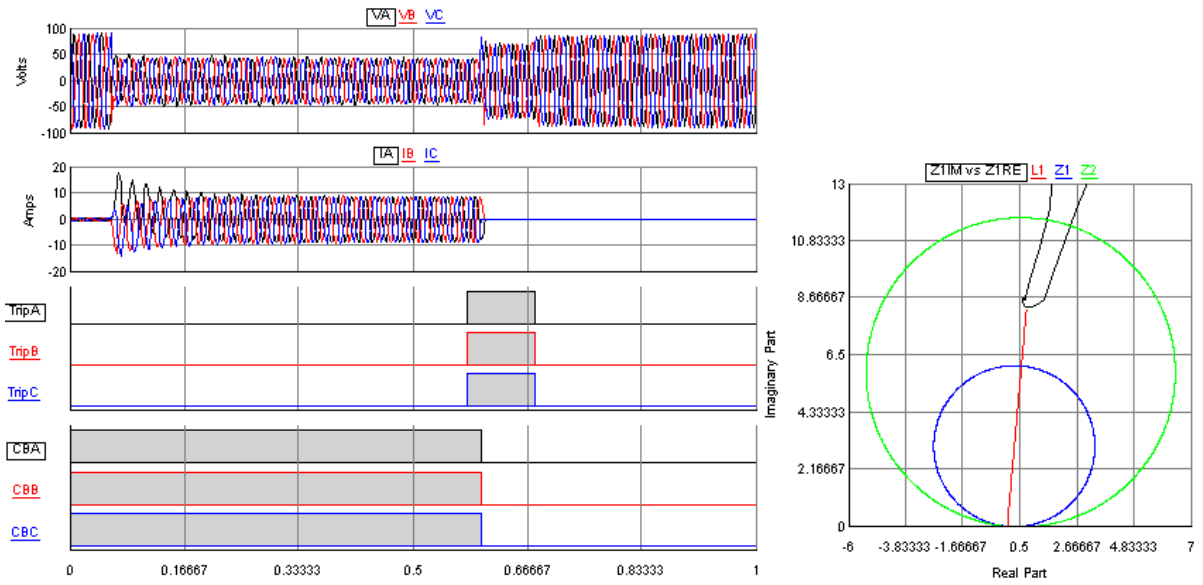 VA VB VC
100
50
0
-50
-100
Volts
IA IB IC
20
10
0
-10
-20
Amps
TripA
TripB
TripC
CBA
CBB
CBC
0 0.16667 0.33333 0.5 0.66667 0.83333 1
Z1IM vs Z1RE L1 Z1 Z2
13
10.83333
8.66667
6.5
4.33333
2.16667
0
Imaginary Part
-6 -3.83333 -1.66667 0.5 2.66667 4.83333 7
Real Part